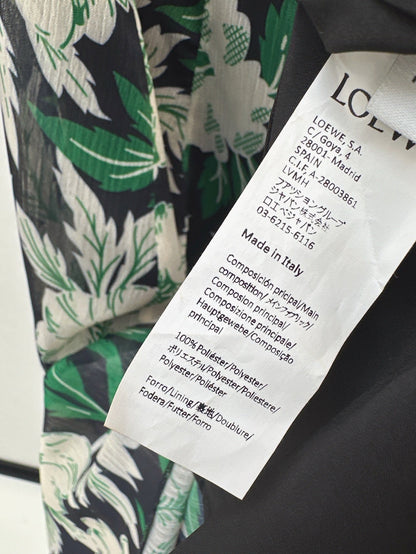 LOEWE
LOEWE, S.A.
C/ Goya, 4
28001- Madrid
SPAIN
C.I.F. A-28003861
LVMH
ファッショングループ
ジャパン株式会社
ロエベジャパン
03-6215-6116
Made in Italy
Composición pricipal/Main
composition/メインファブリック/
Composion principale/
Composizione principale/
Hauptgewebe/Composição
principal
100% Poliéster/Polyester/
ポリエステル/Polyester/Poliestere/
Polyester/Poliéster
Forro/Lining/裏地/Doublure/
Fodera/Futter/Forro